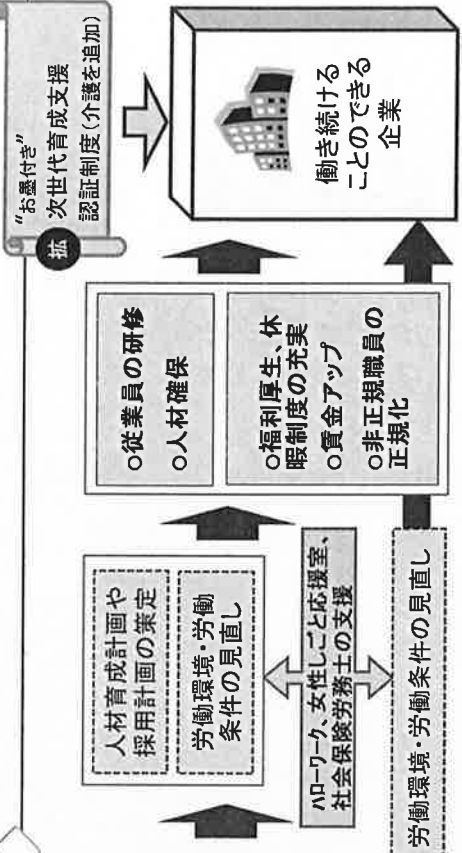 人材育成計画や
採用計画の策定
労働環境・労働
条件の見直し
ハローワーク、女性しごと応援室、
社会保険労務士の支援
労働環境・労働条件の見直し
○従業員の研修
○人材確保
○福利厚生、休
暇制度の充実
○賃金アップ
○非正規職員の
正規化
拡
“お墨付き”
次世代育成支援
認証制度(介護を追加)
働き続ける
ことのできる
企業